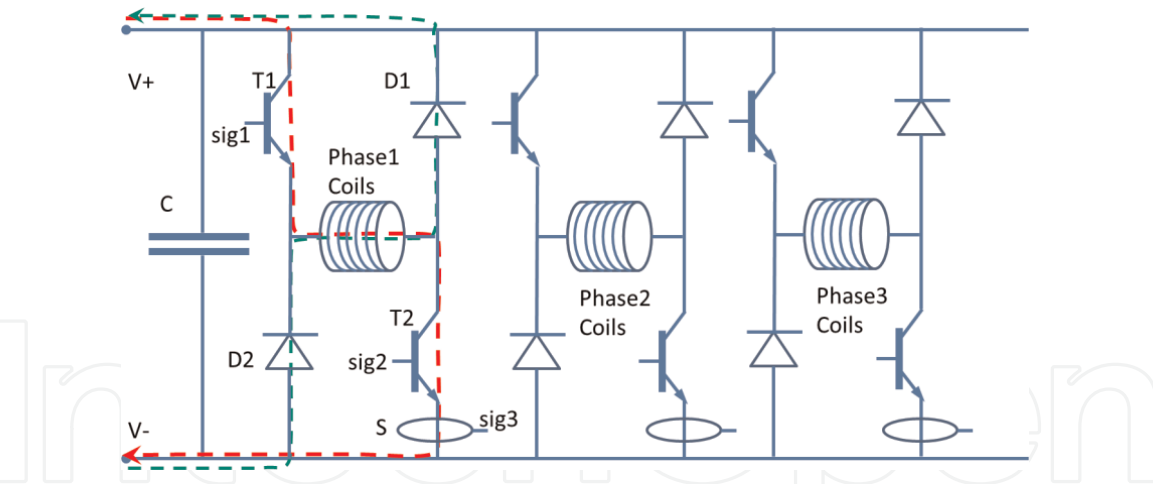 V+
T1
D1
sig1
Phase1
Coils
C
Phase2
Coils
Phase3
Coils
T2
D2
sig2
V-
S
sig3